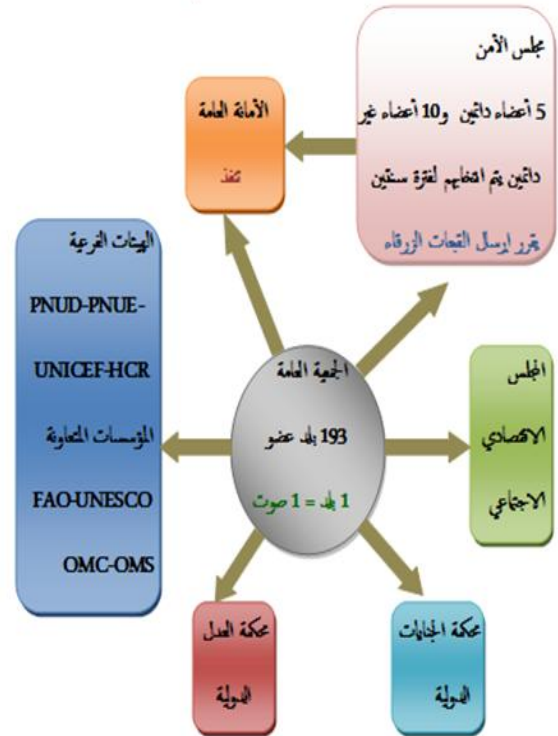 مجلس الأمن
5 أعضاء دائمين و10 أعضاء غير
دائمين يتم انتخابهم لفترة سنتين
يقرر ارسال القبعات الزرقاء
الأمانة العامة
تنفذ
الهيئات الفرعية
PNUD-PNUE-
UNICEF-HCR
المؤسسات المتعاونة
FAO-UNESCO
OMC-OMS
الجمعية العامة
193 بلد عضو
1 بلد = 1 صوت
المجلس
الاقتصادي
الاجتماعي
محكمة العدل
الدولية
محكمة الجنايات
الدولية